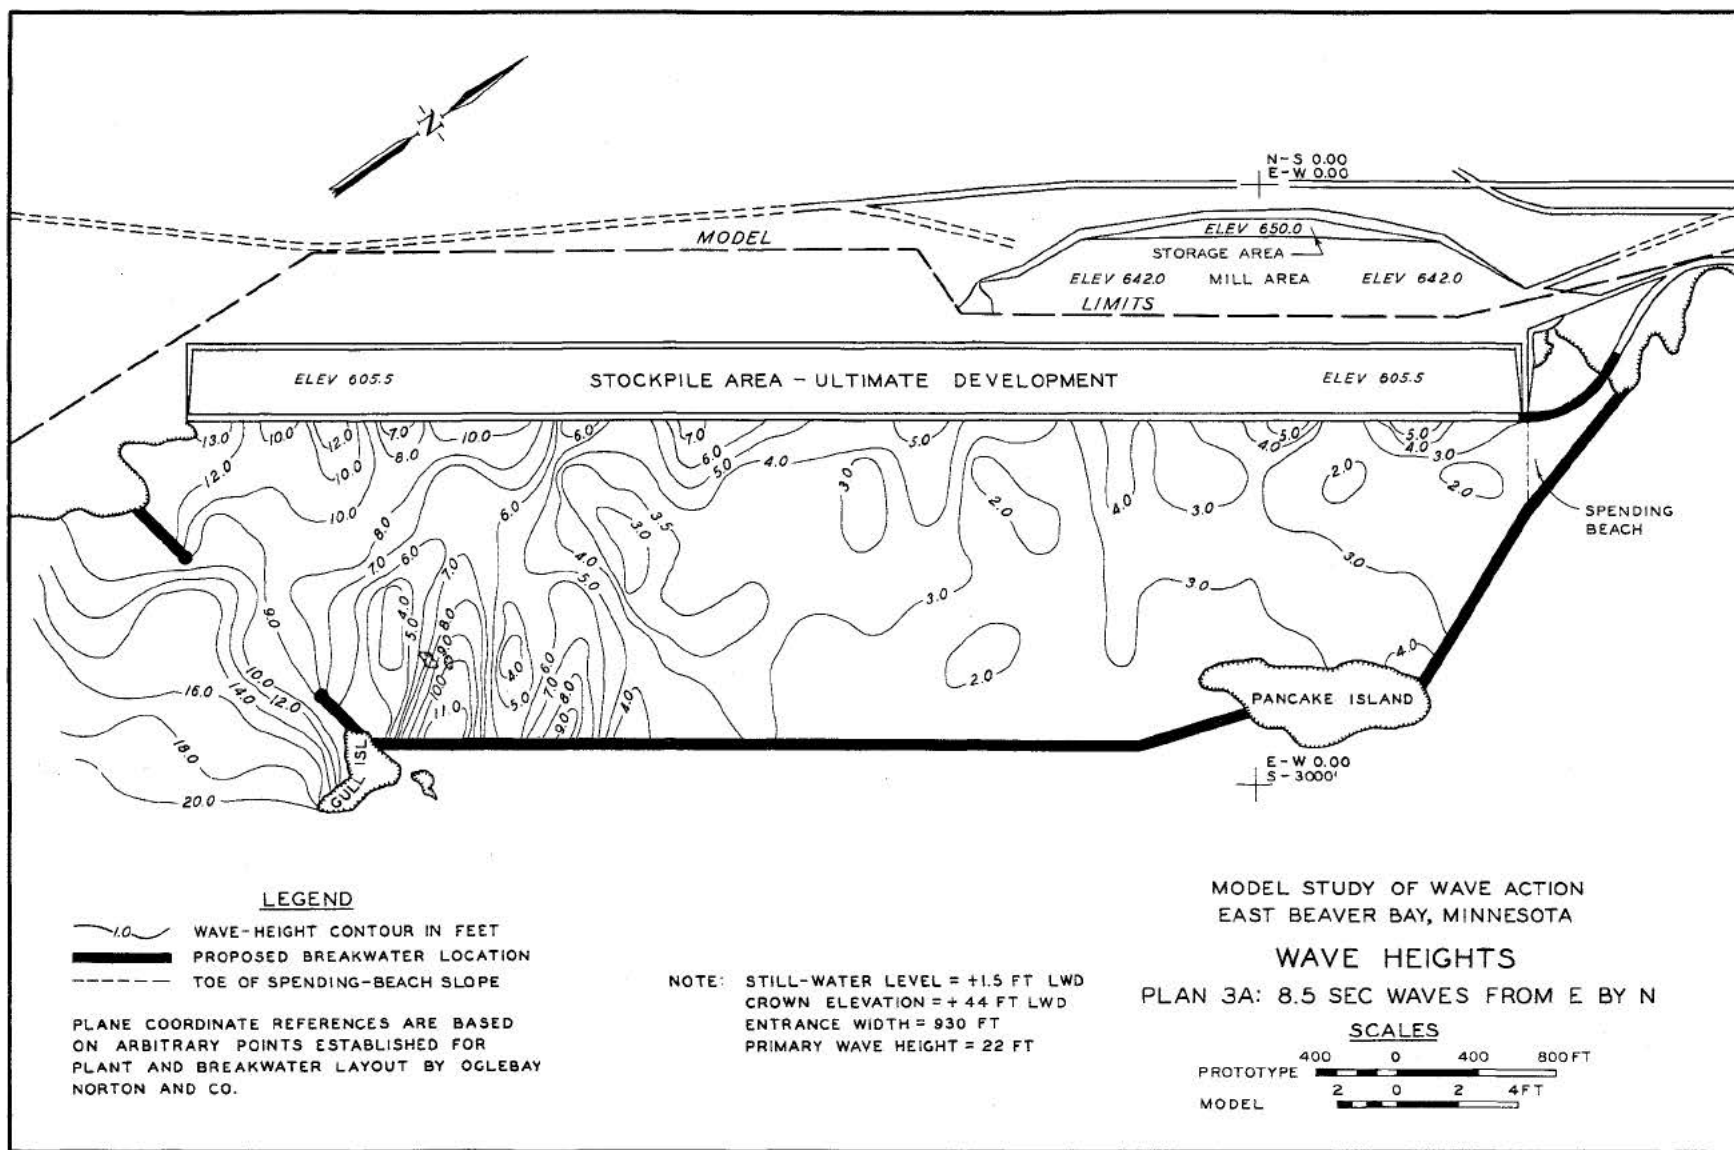 -N-
N-S 0.00
E-W 0.00
MODEL
ELEV 650.0
STORAGE AREA
ELEV 642.0 MILL AREA ELEV 642.0
LIMITS
ELEV 605.5 STOCKPILE AREA - ULTIMATE DEVELOPMENT ELEV 605.5
13.0 10.0 12.0 7.0 10.0 6.0 7.0 5.0 4.0 5.0 5.0 4.0 3.0
12.0 10.0 8.0 6.0 5.0 4.0 3.0 2.0 4.0 3.0 2.0 2.0
10.0 8.0 6.0 3.5 3.0
SPENDING
BEACH
7.0 6.0 7.0 4.0 5.0 3.0 3.0 3.0
9.0 4.0 5.0 8.0 9.0 6.0 4.0 2.0 4.0
16.0 14.0 10.0 12.0 10.0 11.0 5.0 7.0 8.0 9.0 4.0
PANCAKE ISLAND
18.0
20.0
GULL ISL
E-W 0.00
S-3000'
LEGEND
1.0 WAVE-HEIGHT CONTOUR IN FEET
PROPOSED BREAKWATER LOCATION
TOE OF SPENDING-BEACH SLOPE
PLANE COORDINATE REFERENCES ARE BASED
ON ARBITRARY POINTS ESTABLISHED FOR
PLANT AND BREAKWATER LAYOUT BY OGLEBAY
NORTON AND CO.
NOTE: STILL-WATER LEVEL = +1.5 FT LWD
CROWN ELEVATION = + 44 FT LWD
ENTRANCE WIDTH = 930 FT
PRIMARY WAVE HEIGHT = 22 FT
MODEL STUDY OF WAVE ACTION
EAST BEAVER BAY, MINNESOTA
WAVE HEIGHTS
PLAN 3A: 8.5 SEC WAVES FROM E BY N
SCALES
400 0 400 800 FT
PROTOTYPE
2 0 2 4 FT
MODEL